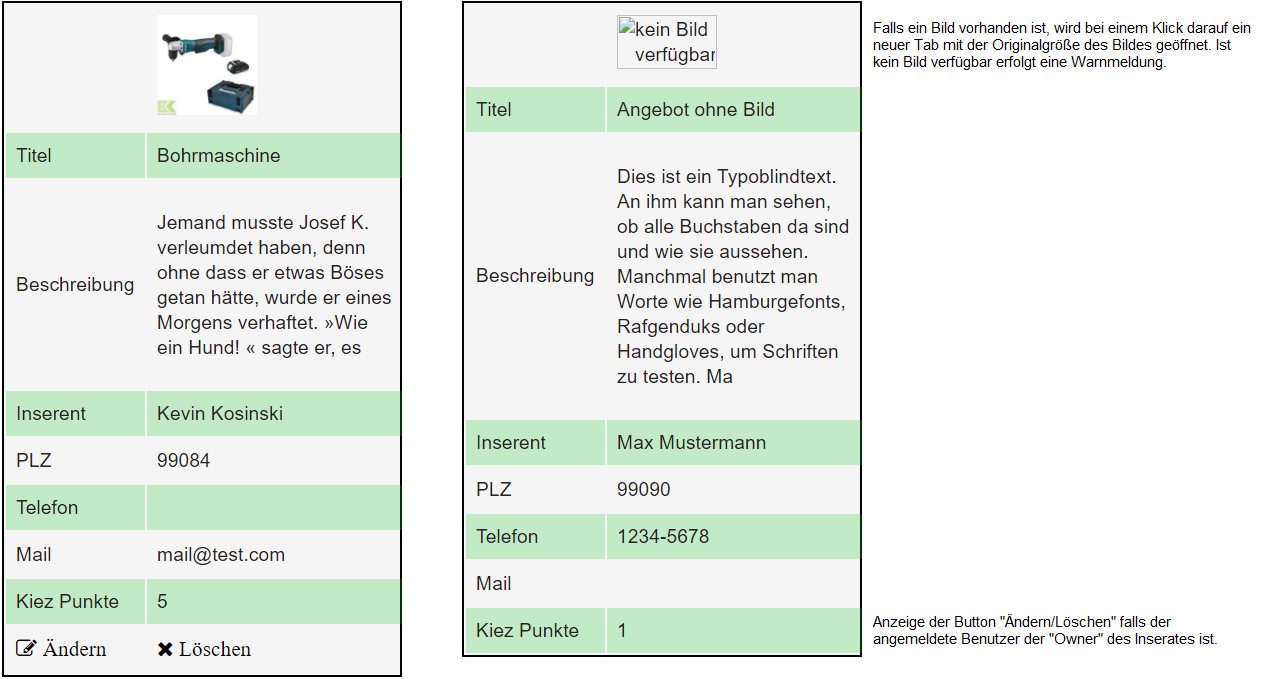 Titel Bohrmaschine
Beschreibung
Jemand musste Josef K.
verleumdet haben, denn
ohne dass er etwas Böses
getan hätte, wurde er eines
Morgens verhaftet. »Wie
ein Hund! « sagte er, es
Inserent Kevin Kosinski
PLZ 99084
Telefon
Mail mail@test.com
Kiez Punkte 5
Ändern Löschen
kein Bild
verfügbar
Titel Angebot ohne Bild
Beschreibung
Dies ist ein Typoblindtext.
An ihm kann man sehen,
ob alle Buchstaben da sind
und wie sie aussehen.
Manchmal benutzt man
Worte wie Hamburgefonts,
Rafgenduks oder
Handgloves, um Schriften
zu testen. Ma
Inserent Max Mustermann
PLZ 99090
Telefon 1234-5678
Mail
Kiez Punkte 1
Falls ein Bild vorhanden ist, wird bei einem Klick darauf ein
neuer Tab mit der Originalgröße des Bildes geöffnet. Ist
kein Bild verfügbar erfolgt eine Warnmeldung.
Anzeige der Button "Ändern/Löschen" falls der
angemeldete Benutzer der "Owner" des Inserates ist.